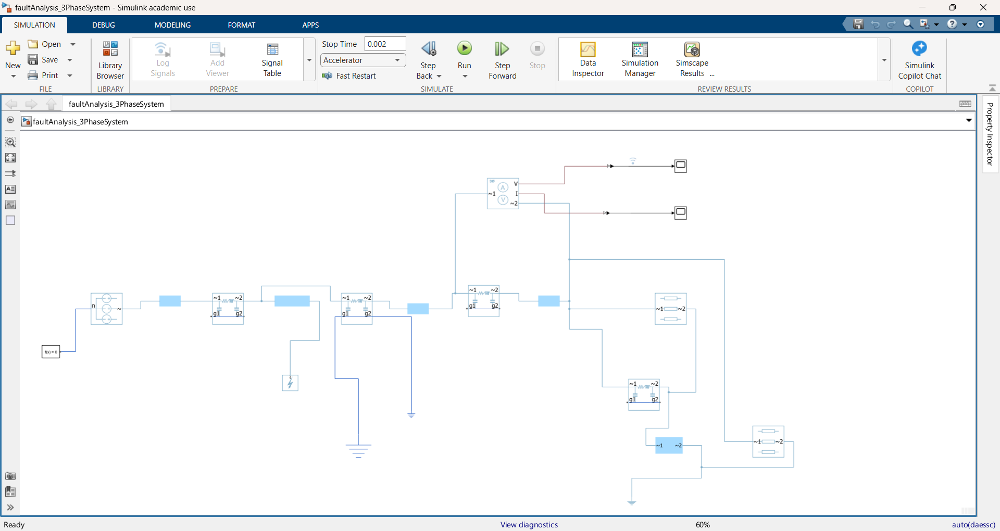 faultAnalysis_3PhaseSystem - Simulink academic use
SIMULATION
DEBUG
MODELING
FORMAT
APPS
New
Open
Save
Print
FILE
Library
Browser
LIBRARY
Log
Signals
Add
Viewer
Signal
Table
PREPARE
Stop Time
0.002
Accelerator
Fast Restart
Step
Back
Run
Step
Forward
Stop
SIMULATE
Data
Inspector
Simulation
Manager
Simscape
Results ...
REVIEW RESULTS
Simulink
Copilot Chat
COPILOT
faultAnalysis_3PhaseSystem
faultAnalysis_3PhaseSystem
Property Inspector
3Φ
A
V
~1
V
I
~2
n
~
f(x) = 0
~1
~2
g1
g2
~1
~2
g1
g2
~1
~2
g1
g2
~1
~2
~1
~2
g1
g2
~1
~2
~1
~2
Ready
View diagnostics
60%
auto(daessc)